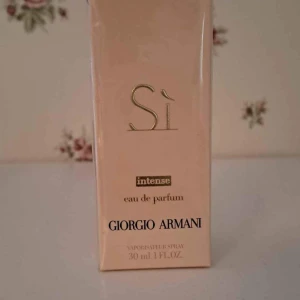 Sì
intense
eau de parfum
GIORGIO ARMANI
VAPORISATEUR SPRAY
30 ml 1 FL.OZ.